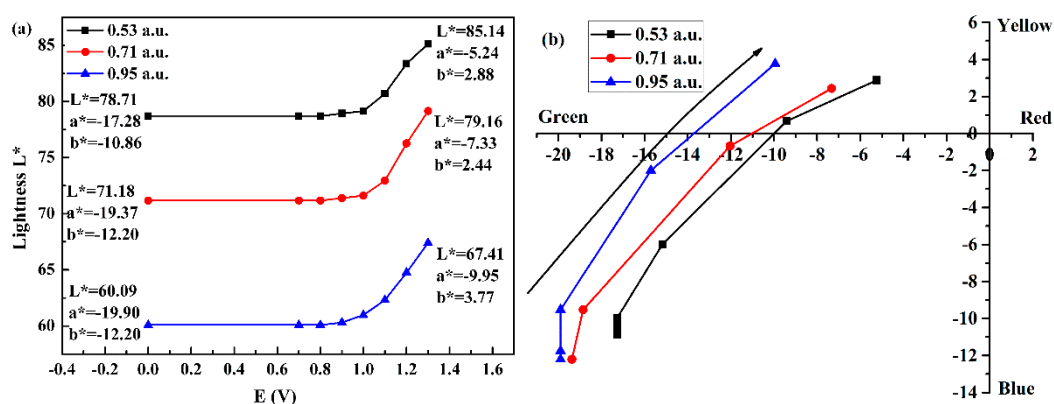 (a)
0.53 a.u.
0.71 a.u.
0.95 a.u.
L*=85.14
a*=-5.24
b*=2.88
L*=78.71
a*=-17.28
b*=-10.86
L*=79.16
a*=-7.33
b*=2.44
L*=71.18
a*=-19.37
b*=-12.20
L*=67.41
a*=-9.95
b*=3.77
L*=60.09
a*=-19.90
b*=-12.20
Lightness L*
85
80
75
70
65
60
-0.4 -0.2 0.0 0.2 0.4 0.6 0.8 1.0 1.2 1.4 1.6
E (V)
(b)
0.53 a.u.
0.71 a.u.
0.95 a.u.
Yellow
Green
Red
Blue
-20 -18 -16 -14 -12 -10 -8 -6 -4 -2 0 2
6
4
2
0
-2
-4
-6
-8
-10
-12
-14